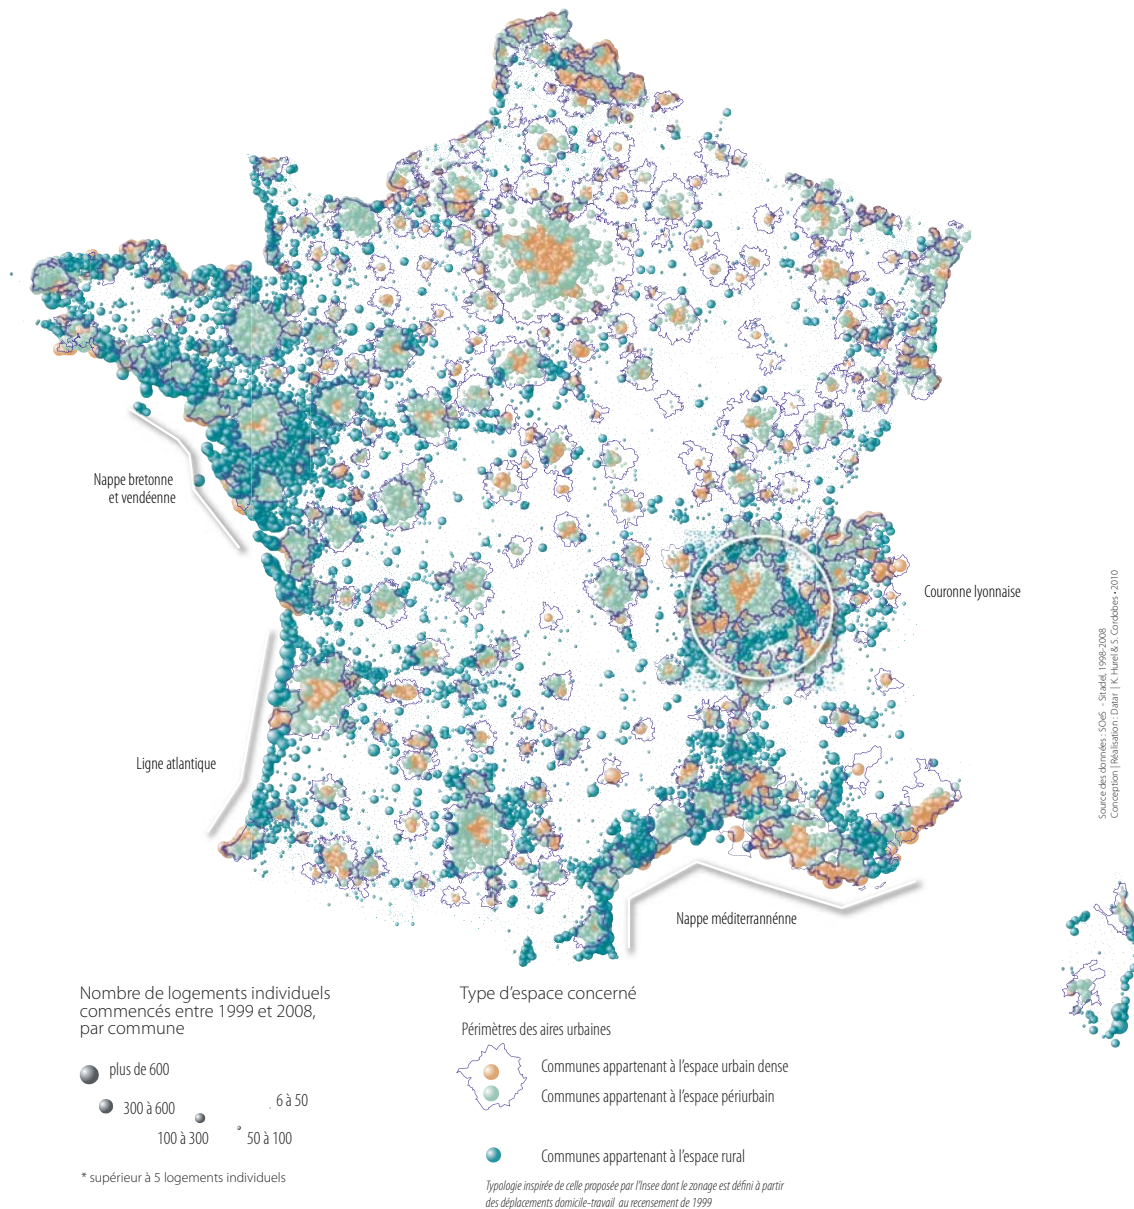 Nappe bretonne
et vendéenne
Couronne lyonnaise
Ligne atlantique
Nappe méditerrannénne
Source des données : SOeS - Sitadel, 1998-2008
Conception | Réalisation : Datar | K. Hurel & S. Cordobes • 2010
Nombre de logements individuels
commencés entre 1999 et 2008,
par commune
plus de 600
300 à 600
6 à 50
100 à 300
50 à 100
* supérieur à 5 logements individuels
Type d’espace concerné
Périmètres des aires urbaines
Communes appartenant à l’espace urbain dense
Communes appartenant à l’espace périurbain
Communes appartenant à l’espace rural
Typologie inspirée de celle proposée par l’Insee dont le zonage est défini à partir
des déplacements domicile-travail au recensement de 1999